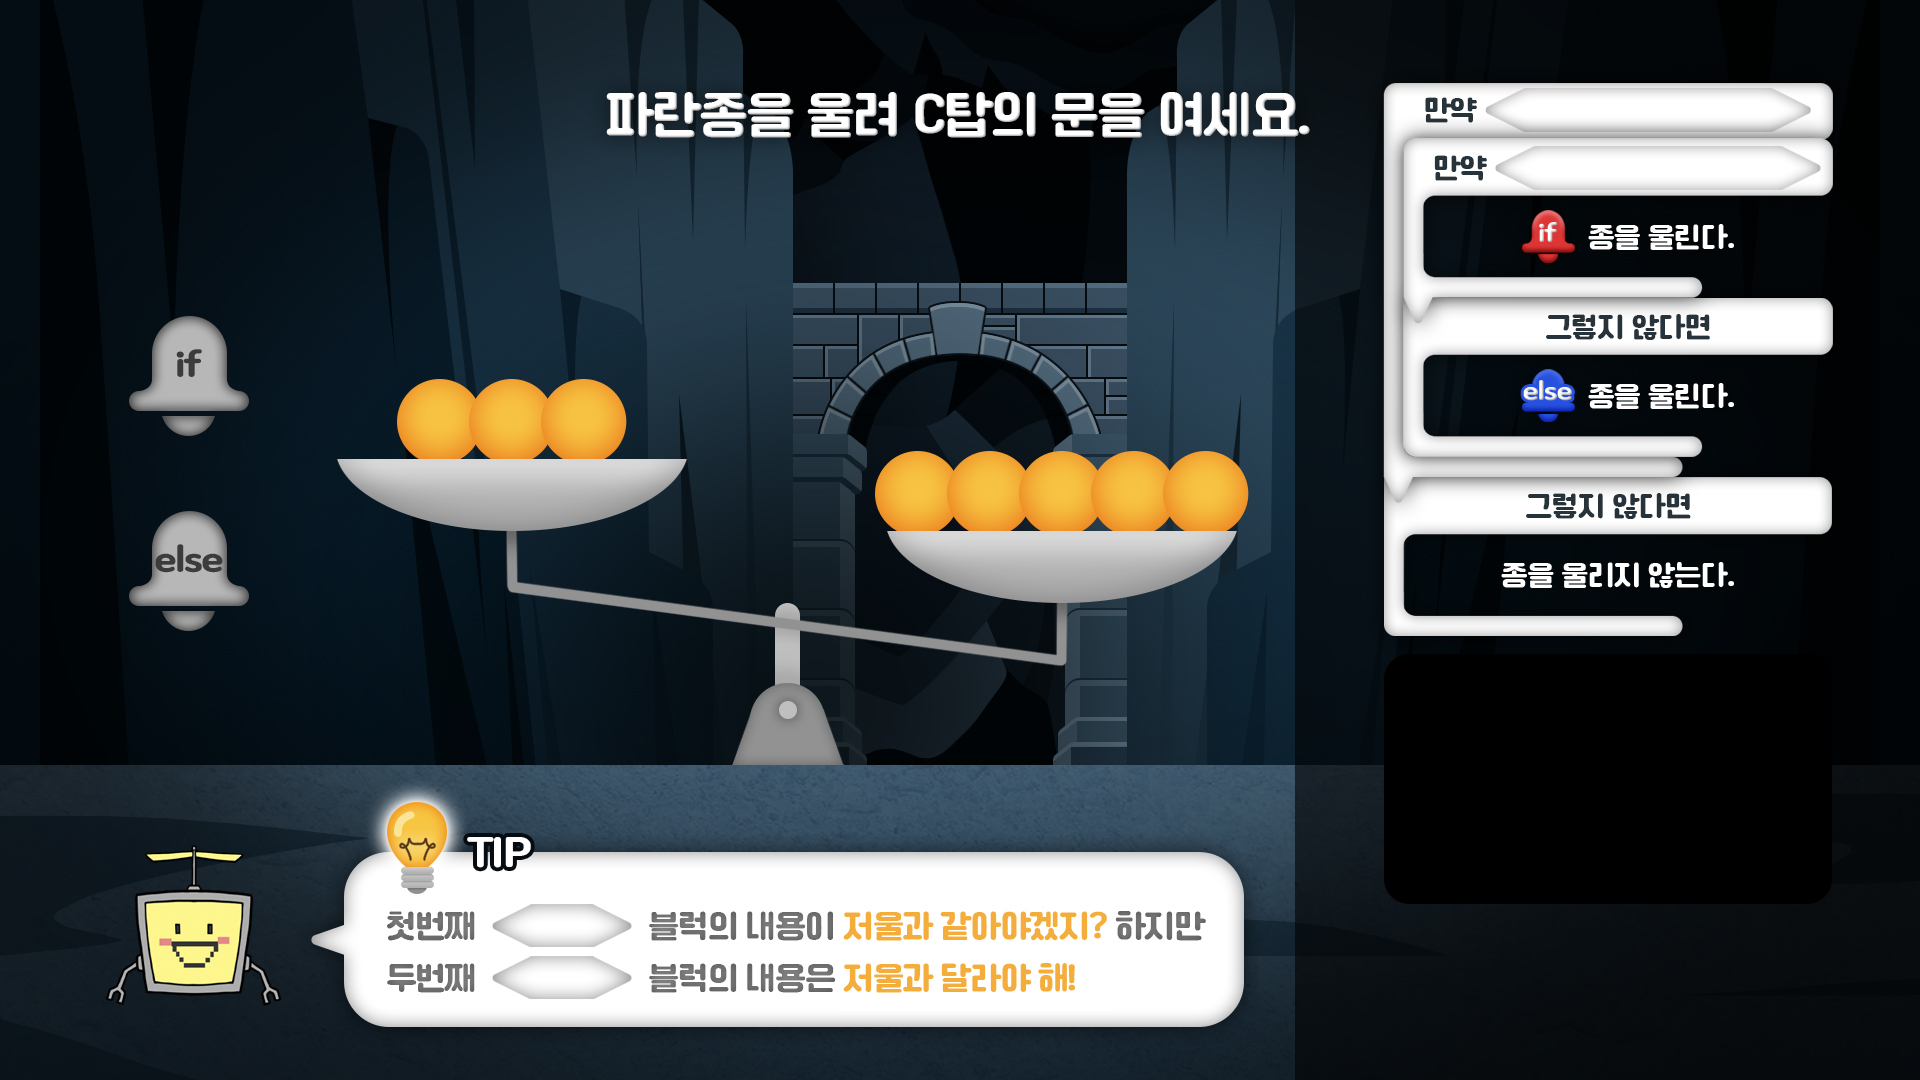 파란종을 울려 C탑의 문을 여세요.
만약
만약
if 종을 울린다.
그렇지 않다면
else 종을 울린다.
그렇지 않다면
종을 울리지 않는다.
if
else
TIP
첫번째 블럭의 내용이 저울과 같아야겠지? 하지만
두번째 블럭의 내용은 저울과 달라야 해!